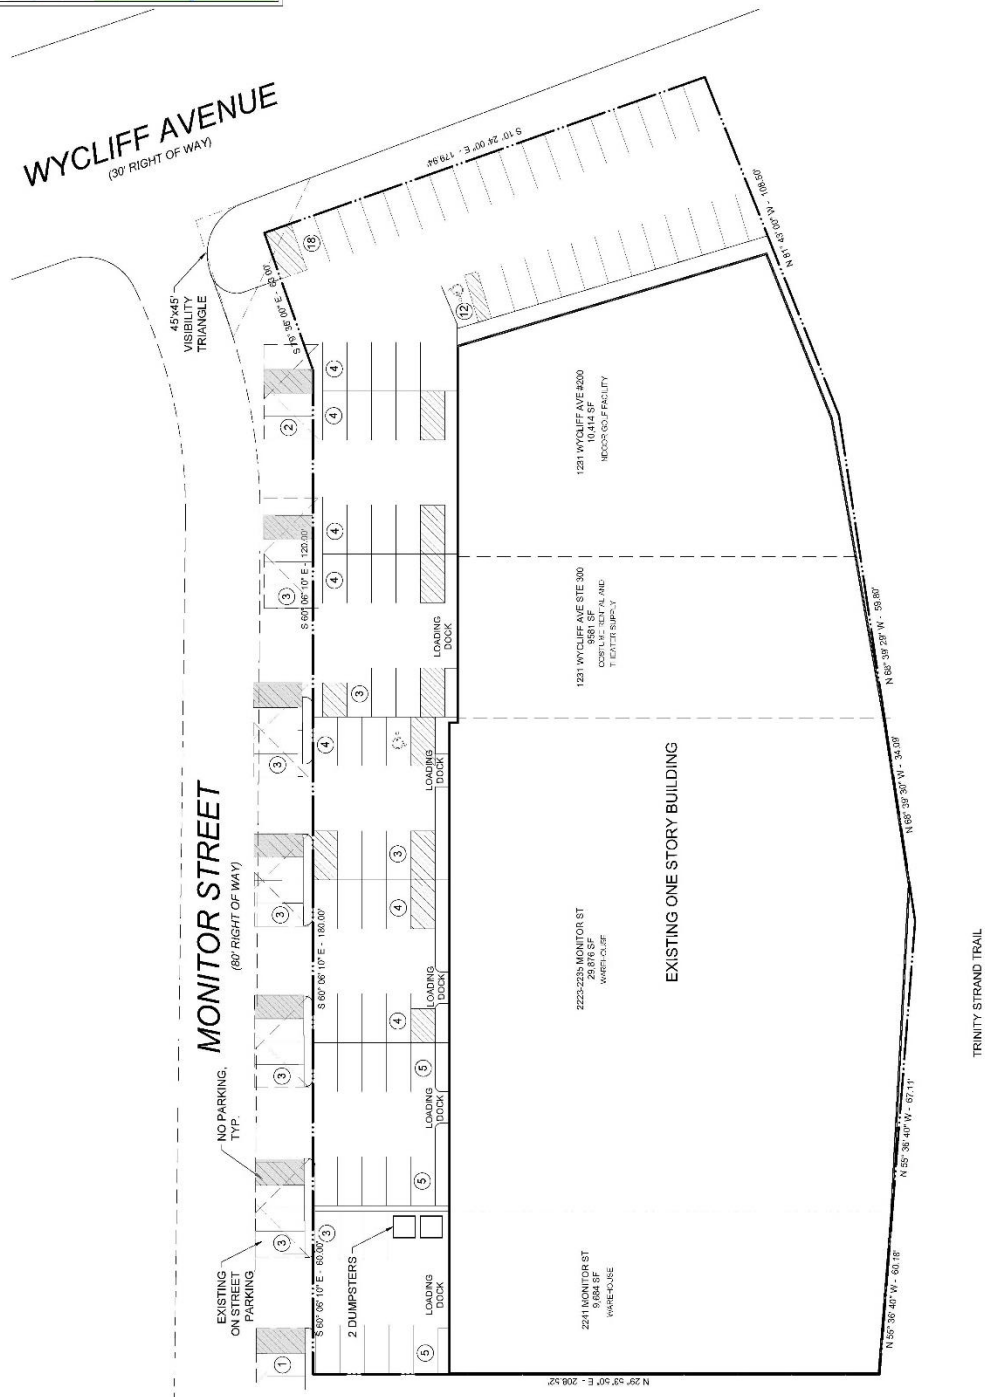 WYCLIFF AVENUE
(30' RIGHT OF WAY)
S 10° 24' 00" E - 179.94'
18
45'x45'
VISIBILITY
TRIANGLE
N 81° 43' 00" W - 108.50'
12
4
4
2
1231 WYCLIFF AVE #200
10,414 SF
INDOOR GOLF FACILITY
4
4
3
S 60° 06' 10" E - 120.00'
LOADING
DOCK
1231 WYCLIFF AVE STE 300
9581 SF
COSTUME RENTAL AND
THEATER SUPPLY
N 68° 39' 29" W - 59.80'
3
4
3
LOADING
DOCK
N 68° 39' 30" W - 34.09'
MONITOR STREET
(80' RIGHT OF WAY)
3
4
3
S 60° 06' 10" E - 180.00'
EXISTING ONE STORY BUILDING
LOADING
DOCK
2223-2235 MONITOR ST
29,876 SF
WAREHOUSE
4
3
5
LOADING
DOCK
NO PARKING,
TYP.
N 55° 36' 40" W - 67.11'
TRINITY STRAND TRAIL
5
3
3
EXISTING
ON STREET
PARKING
S 60° 06' 10" E - 60.00'
2 DUMPSTERS
LOADING
DOCK
2241 MONITOR ST
9,684 SF
WAREHOUSE
N 55° 36' 40" W - 60.18'
1
5
N 29° 53' 50" E - 208.52'